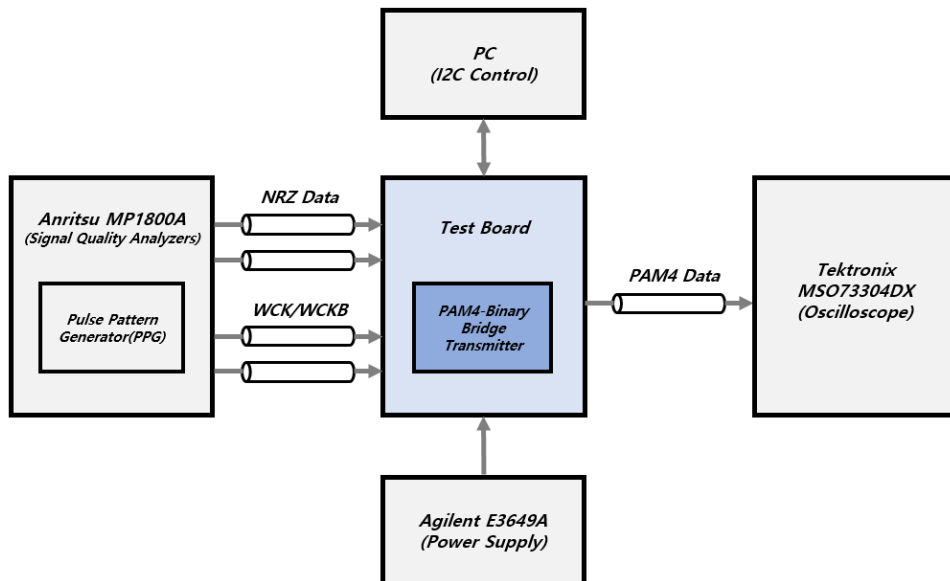 PC
(I2C Control)
Anritsu MP1800A
(Signal Quality Analyzers)
Pulse Pattern
Generator(PPG)
NRZ Data
WCK/WCKB
Test Board
PAM4-Binary
Bridge
Transmitter
PAM4 Data
Tektronix
MSO73304DX
(Oscilloscope)
Agilent E3649A
(Power Supply)